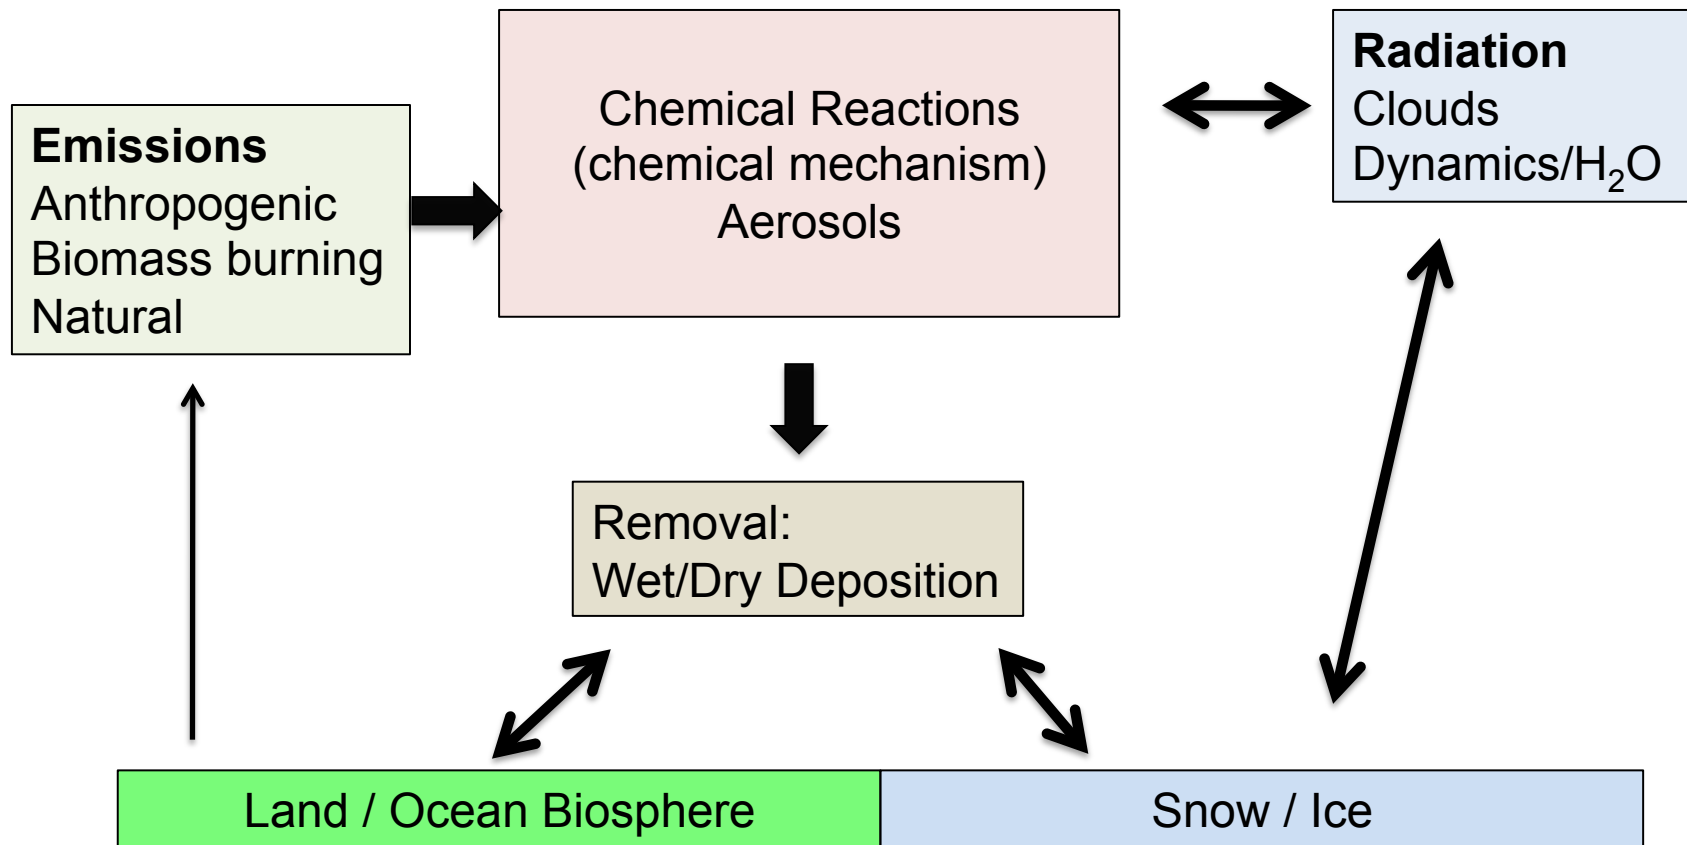 Emissions
Anthropogenic
Biomass burning
Natural
Chemical Reactions
(chemical mechanism)
Aerosols
Radiation
Clouds
Dynamics/H₂O
Removal:
Wet/Dry Deposition
Land / Ocean Biosphere
Snow / Ice